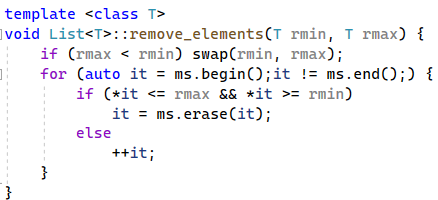 template <class T>
void List<T>::remove_elements(T rmin, T rmax) {
    if (rmax < rmin) swap(rmin, rmax);
    for (auto it = ms.begin();it != ms.end();) {
        if (*it <= rmax && *it >= rmin)
            it = ms.erase(it);
        else
            ++it;
    }
}